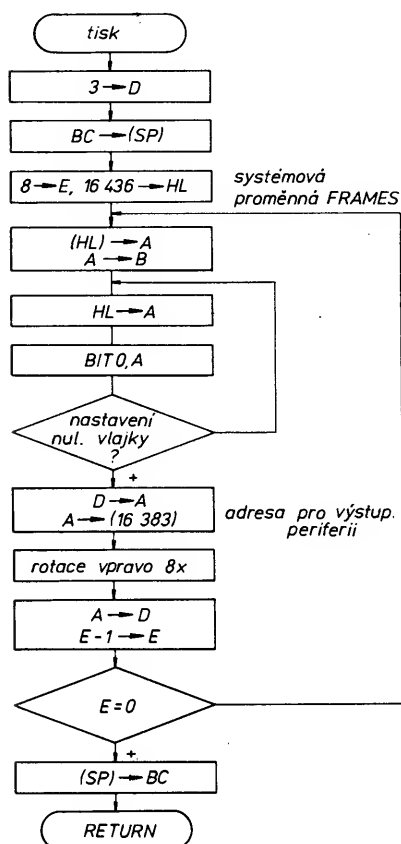 tisk
3 → D
BC → (SP)
8 → E, 16 436 → HL
systémová
proměnná FRAMES
(HL) → A
A → B
HL → A
BIT 0, A
nastavení
nul. vlajky
?
+
D → A
A → (16 383)
adresa pro výstup.
periferii
rotace vpravo 8x
A → D
E - 1 → E
E = 0
+
(SP) → BC
RETURN